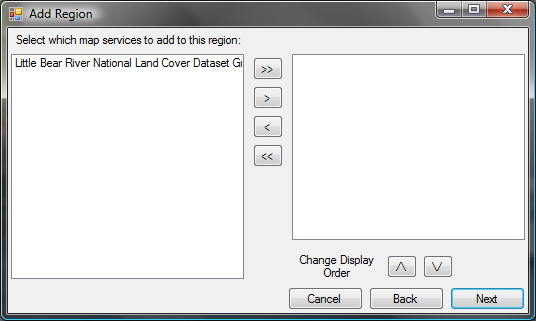 Add Region
Select which map services to add to this region:
Little Bear River National Land Cover Dataset
>>
>
<
<<
Change Display
Order
Cancel
Back
Next